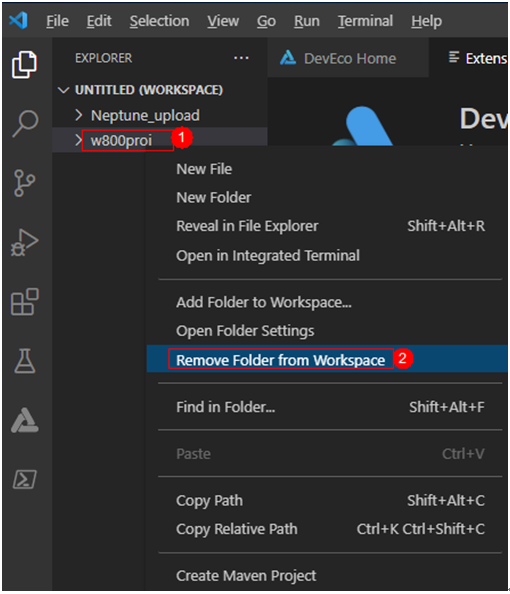 File Edit Selection View Go Run Terminal Help
EXPLORER ... DevEco Home Extens
UNTITLED (WORKSPACE)
Neptune_upload
Dev
w800proj 1
New File
New Folder
Reveal in File Explorer Shift+Alt+R
Open in Integrated Terminal
Add Folder to Workspace...
Open Folder Settings
Remove Folder from Workspace 2
Find in Folder... Shift+Alt+F
Paste Ctrl+V
Copy Path Shift+Alt+C
Copy Relative Path Ctrl+K Ctrl+Shift+C
Create Maven Project